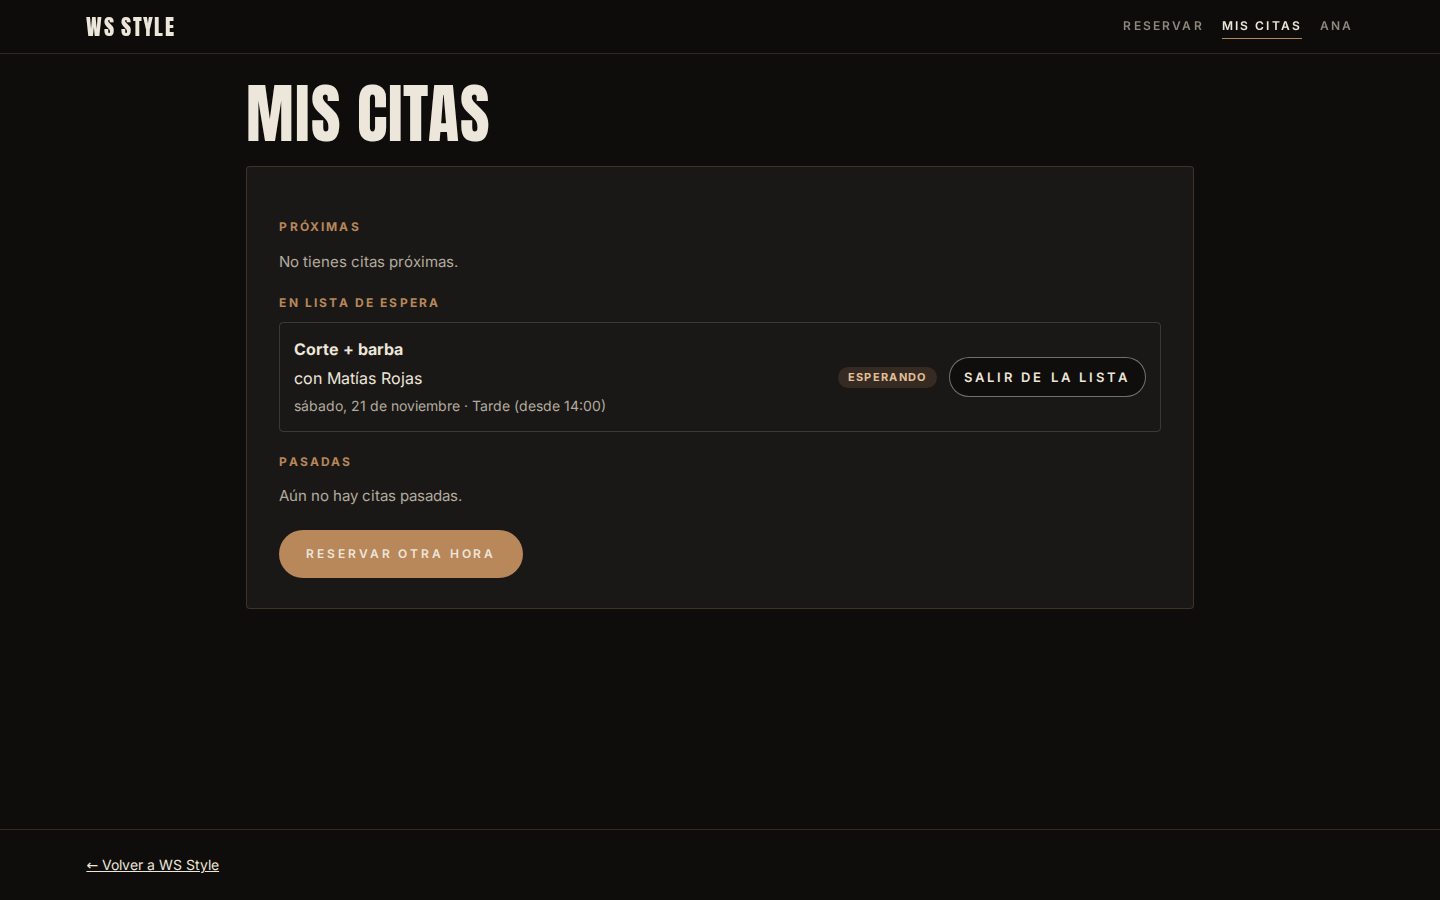 WS STYLE
RESERVAR
MIS CITAS
ANA
MIS CITAS
PRÓXIMAS
No tienes citas próximas.
EN LISTA DE ESPERA
Corte + barba
con Matías Rojas
sábado, 21 de noviembre · Tarde (desde 14:00)
ESPERANDO
SALIR DE LA LISTA
PASADAS
Aún no hay citas pasadas.
RESERVAR OTRA HORA
← Volver a WS Style